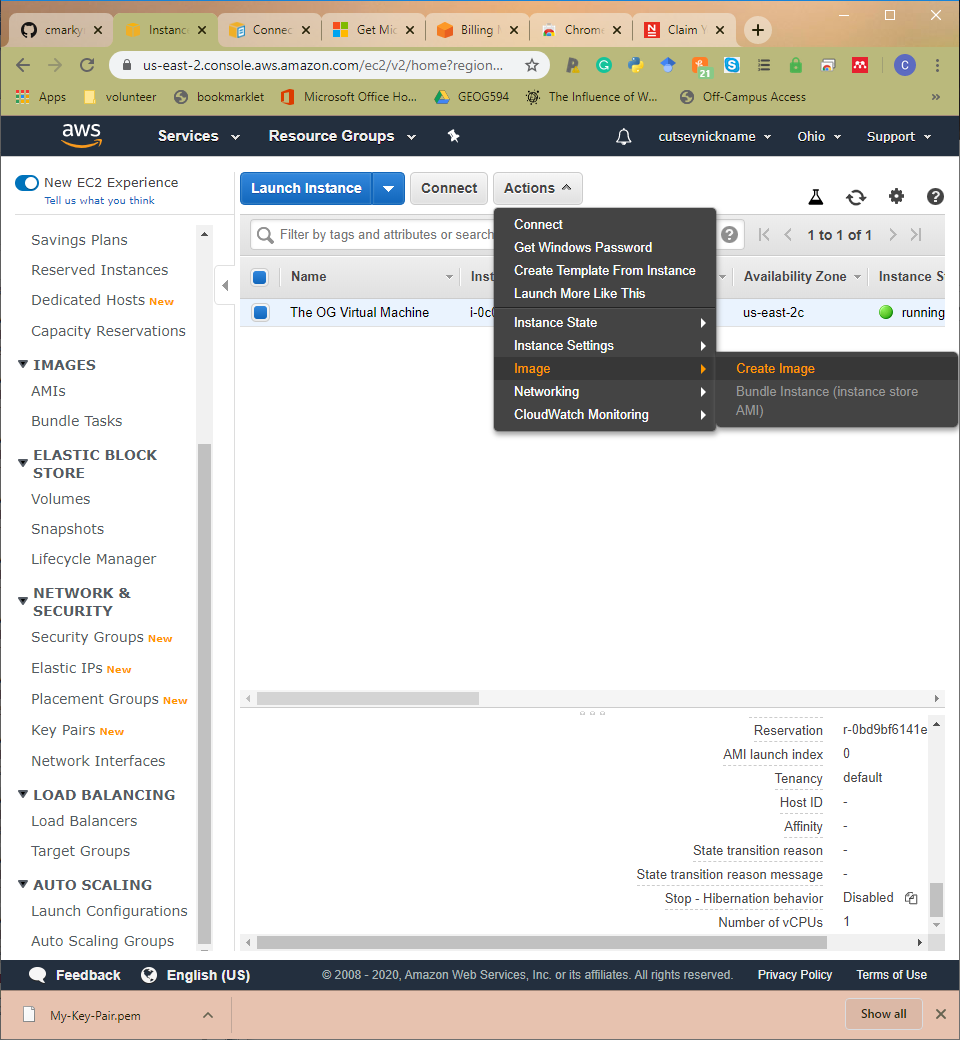 cmarky
Instanc
Connec
Get Mic
Billing
Chrome
Claim Y
us-east-2.console.aws.amazon.com/ec2/v2/home?region...
21
C
Apps
volunteer
bookmarklet
Microsoft Office Ho...
GEOG594
The Influence of W...
Off-Campus Access
»
aws
Services
Resource Groups
cutseynickname
Ohio
Support
New EC2 Experience
Tell us what you think
Launch Instance
Connect
Actions
Savings Plans
Reserved Instances
Dedicated Hosts New
Capacity Reservations
IMAGES
AMIs
Bundle Tasks
ELASTIC BLOCK
STORE
Volumes
Snapshots
Lifecycle Manager
NETWORK &
SECURITY
Security Groups New
Elastic IPs New
Placement Groups New
Key Pairs New
Network Interfaces
LOAD BALANCING
Load Balancers
Target Groups
AUTO SCALING
Launch Configurations
Auto Scaling Groups
Filter by tags and attributes or search
1 to 1 of 1
Name
Inst
Availability Zone
Instance S
The OG Virtual Machine
i-0c
us-east-2c
running
Connect
Get Windows Password
Create Template From Instance
Launch More Like This
Instance State
Instance Settings
Image
Networking
CloudWatch Monitoring
Create Image
Bundle Instance (instance store
AMI)
Reservation r-0bd9bf6141e
AMI launch index 0
Tenancy default
Host ID -
Affinity -
State transition reason -
State transition reason message -
Stop - Hibernation behavior Disabled
Number of vCPUs 1
Feedback
English (US)
© 2008 - 2020, Amazon Web Services, Inc. or its affiliates. All rights reserved.
Privacy Policy
Terms of Use
My-Key-Pair.pem
Show all